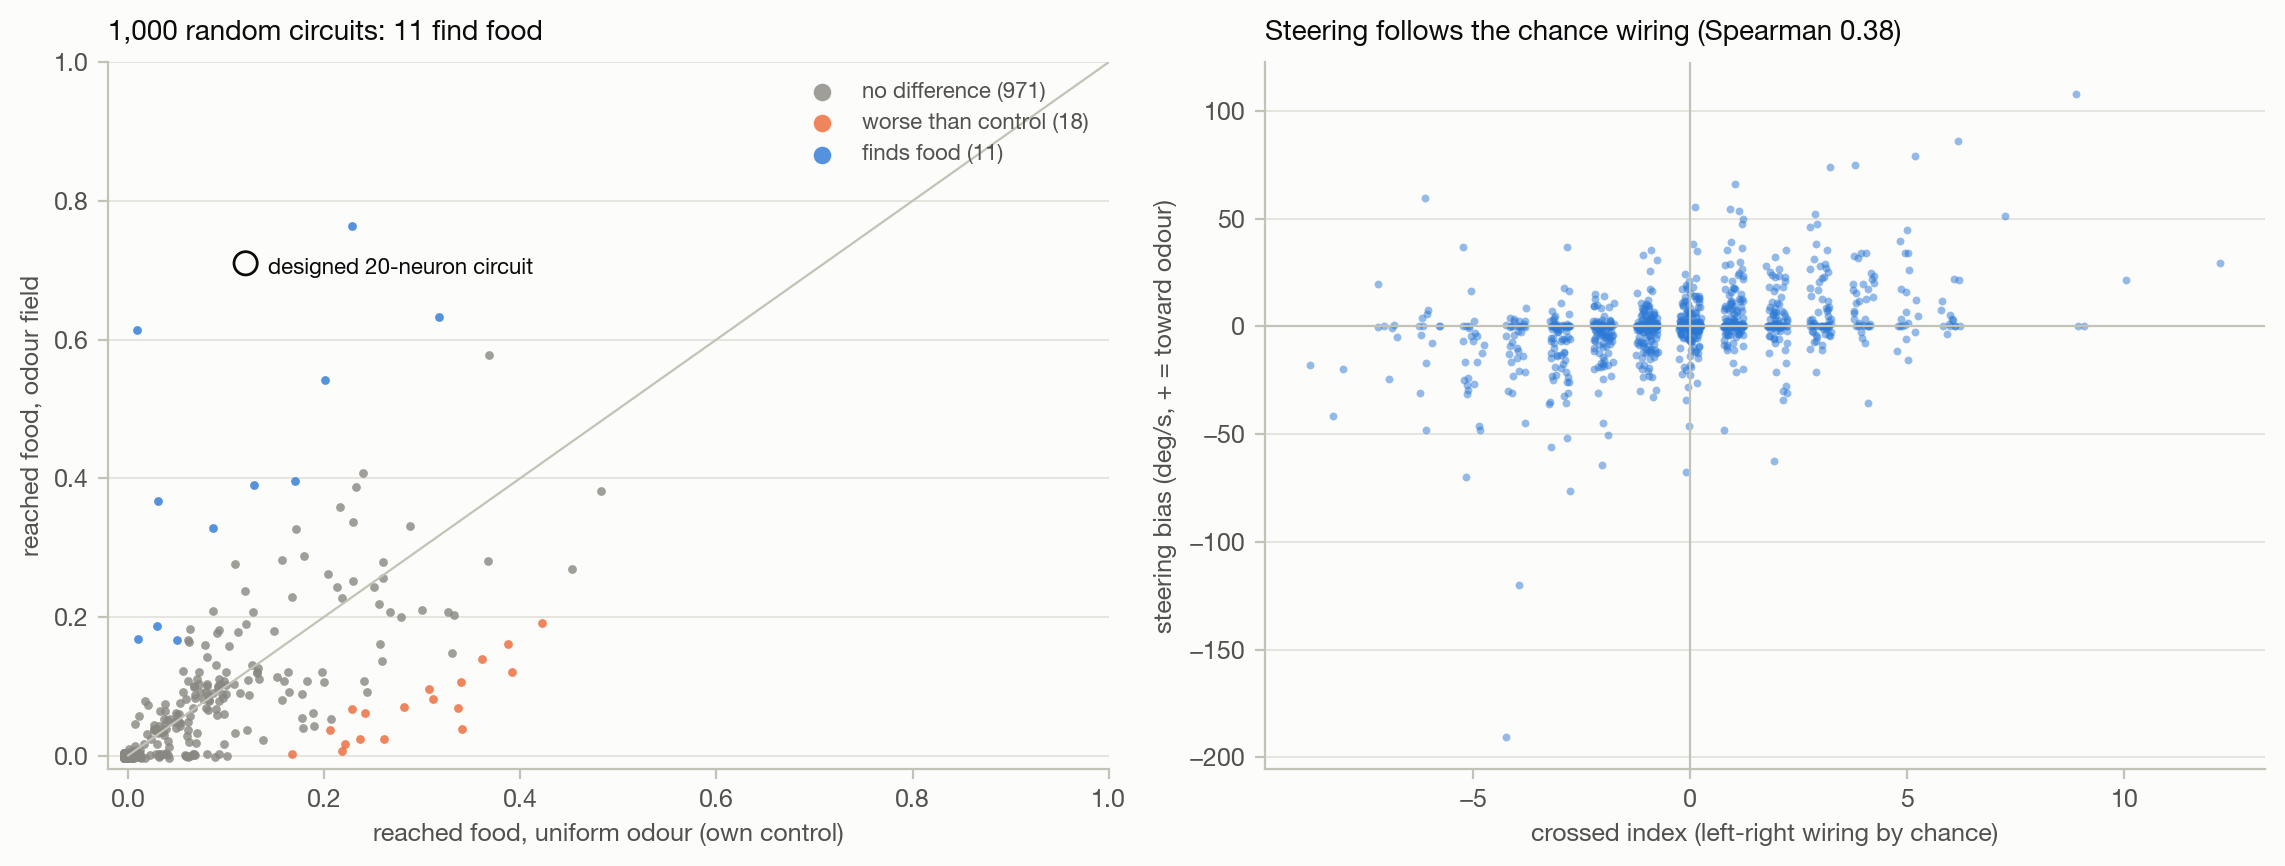 1,000 random circuits: 11 find food
1.0
0.8
0.6
0.4
0.2
0.0
reached food, odour field
no difference (971)
worse than control (18)
finds food (11)
designed 20-neuron circuit
0.0
0.2
0.4
0.6
0.8
1.0
reached food, uniform odour (own control)
Steering follows the chance wiring (Spearman 0.38)
100
50
0
−50
−100
−150
−200
steering bias (deg/s, + = toward odour)
−5
0
5
10
crossed index (left-right wiring by chance)